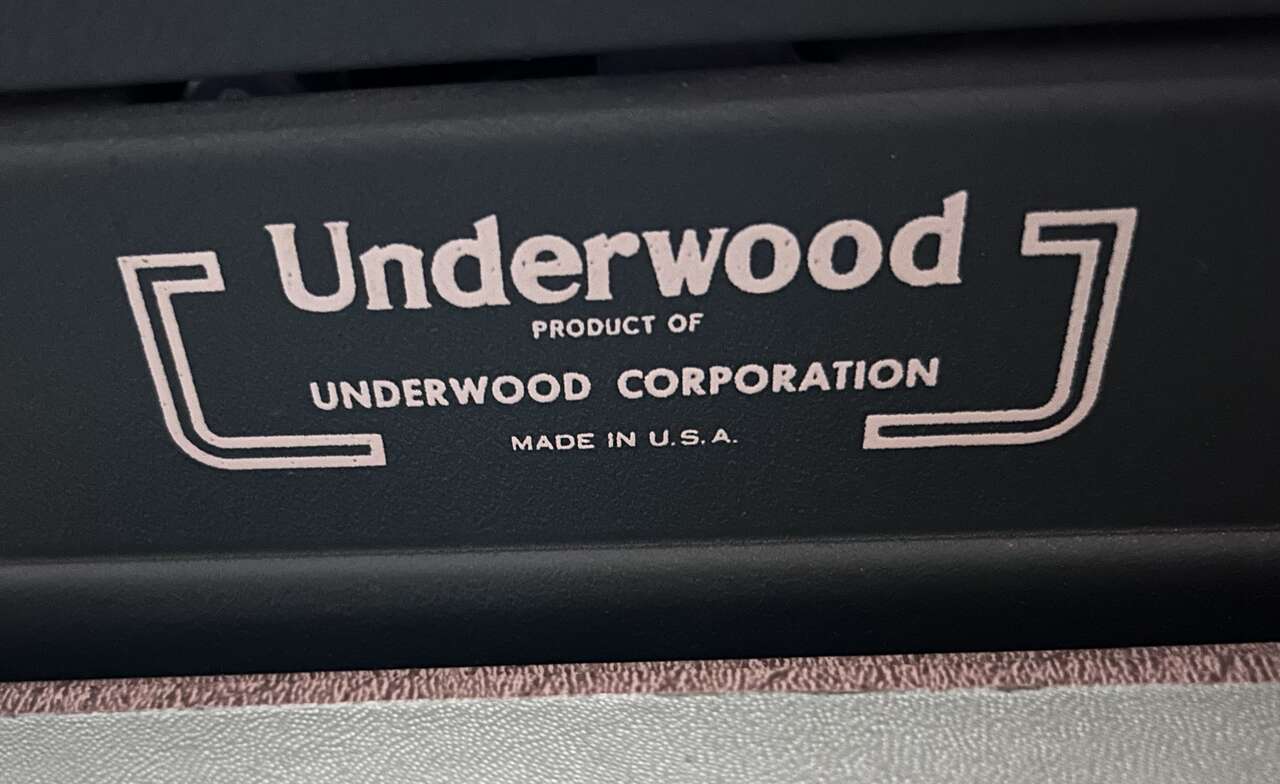 Underwood
PRODUCT OF
UNDERWOOD CORPORATION
MADE IN U.S.A.